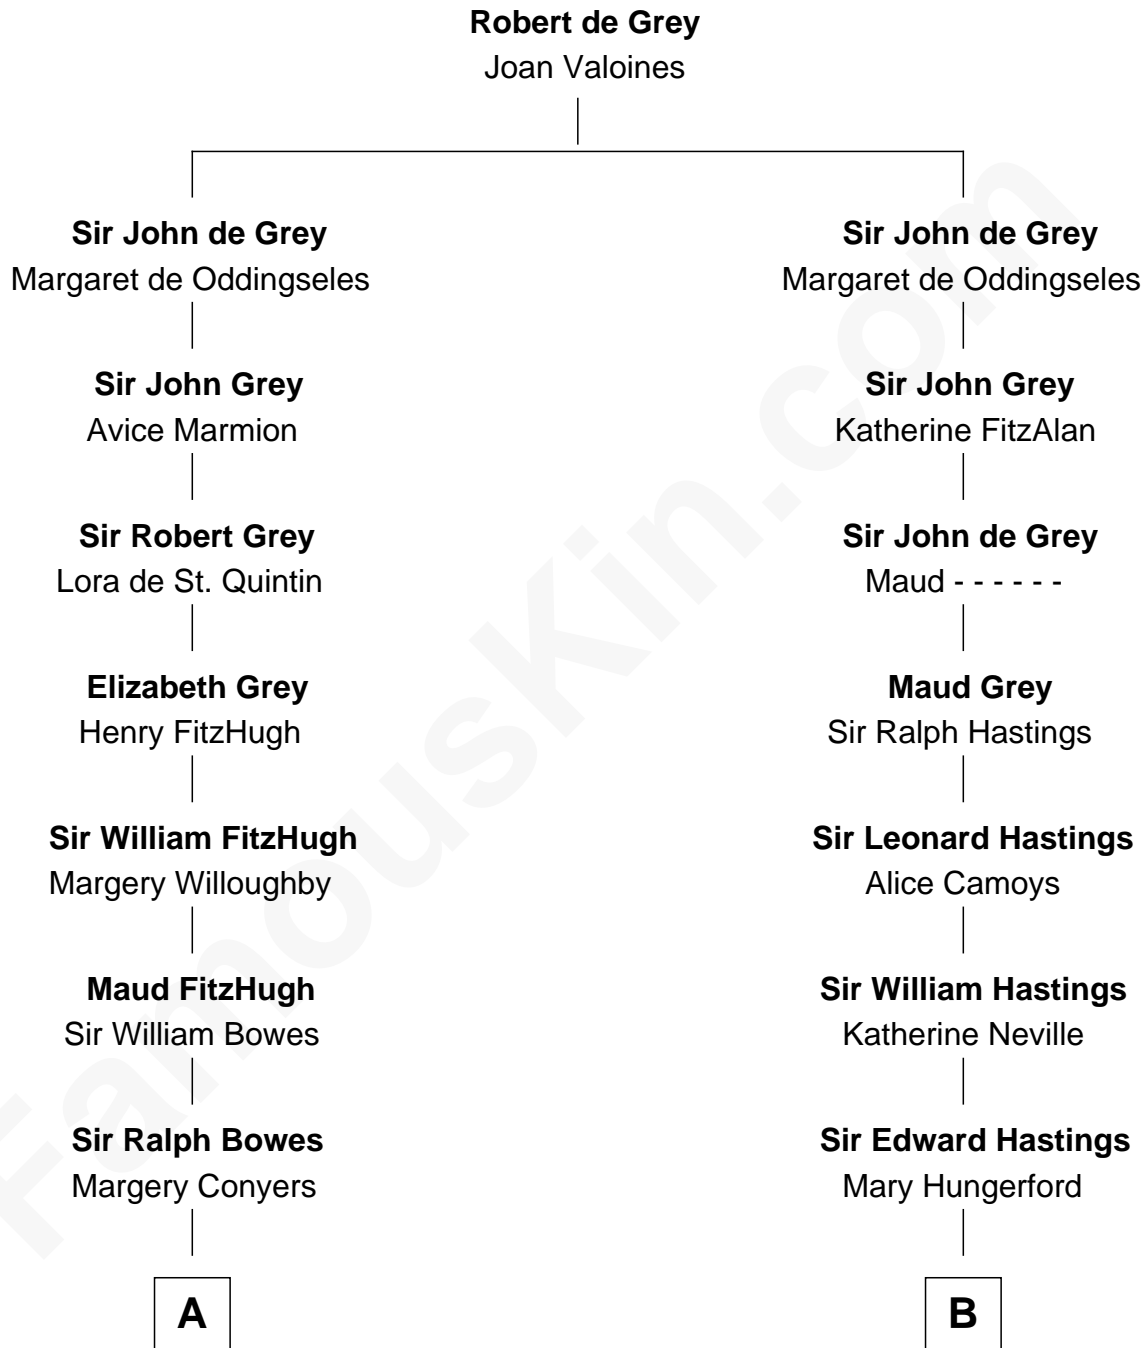 Robert de Grey
Joan Valoines
Sir John de Grey
Margaret de Oddingseles
Sir John de Grey
Margaret de Oddingseles
Sir John Grey
Avice Marmion
Sir John Grey
Katherine FitzAlan
Sir Robert Grey
Lora de St. Quintin
Sir John de Grey
Maud - - - - - -
Elizabeth Grey
Henry FitzHugh
Maud Grey
Sir Ralph Hastings
Sir William FitzHugh
Margery Willoughby
Sir Leonard Hastings
Alice Camoys
Maud FitzHugh
Sir William Bowes
Sir William Hastings
Katherine Neville
Sir Ralph Bowes
Margery Conyers
Sir Edward Hastings
Mary Hungerford
A
B
FamousKin.com